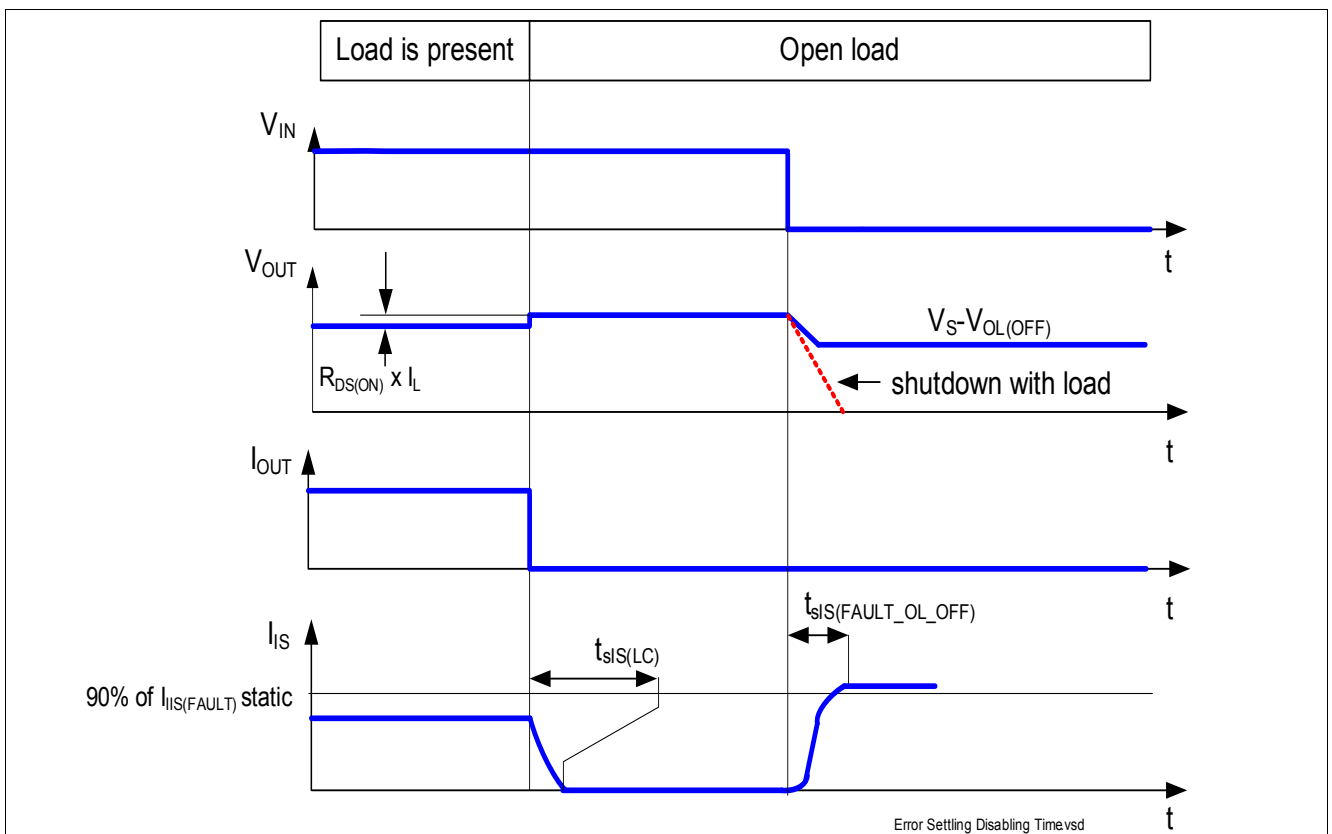 Load is present
Open load
VIN
t
VOUT
RDS(ON) x IL
VS-VOL(OFF)
shutdown with load
t
IOUT
t
tsIS(FAULT_OL_OFF)
tsIS(LC)
IIS
90% of IIIS(FAULT) static
t
Error Settling Disabling Time.vsd